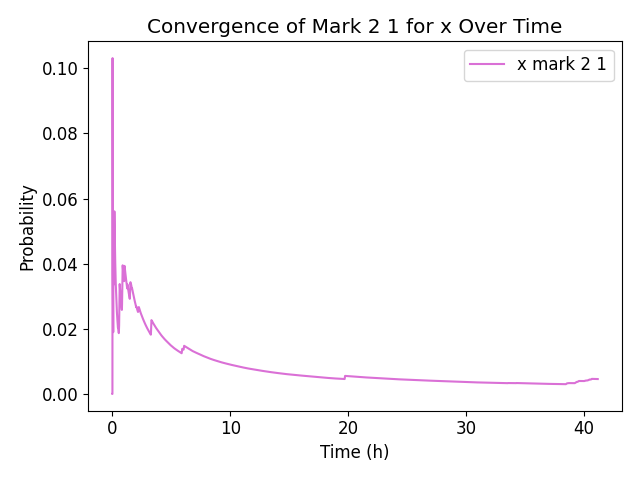 Convergence of Mark 2 1 for x Over Time
x mark 2 1
Probability
0.10
0.08
0.06
0.04
0.02
0.00
0 10 20 30 40
Time (h)